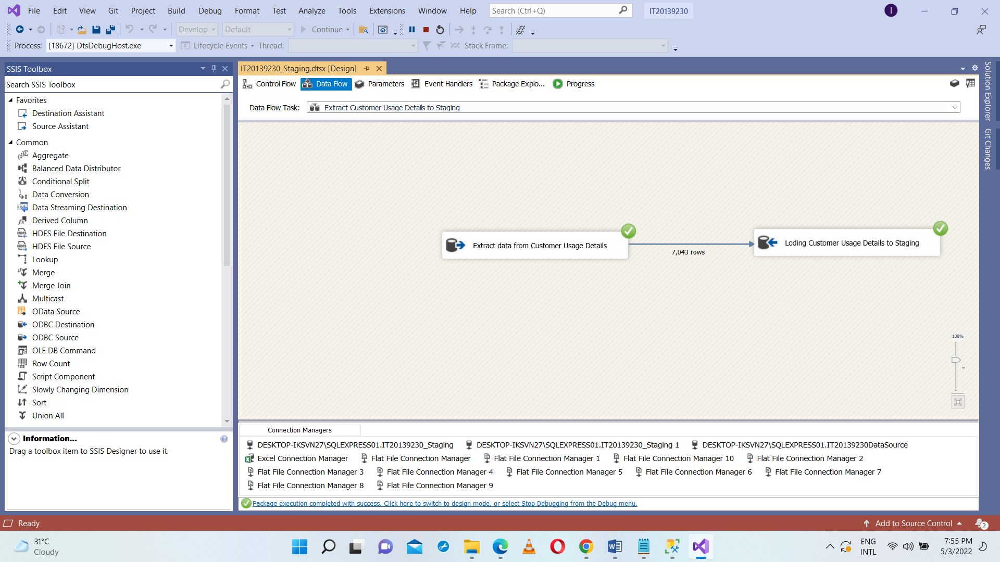 File Edit View Git Project Build Debug Format Test Analyze Tools Extensions Window Help Search (Ctrl+Q) IT20139230 I
Develop Default Continue
Process: [18672] DtsDebugHost.exe Lifecycle Events Thread: Stack Frame:
SSIS Toolbox
Search SSIS Toolbox
Favorites
Destination Assistant
Source Assistant
Common
Aggregate
Balanced Data Distributor
Conditional Split
Data Conversion
Data Streaming Destination
Derived Column
HDFS File Destination
HDFS File Source
Lookup
Merge
Merge Join
Multicast
OData Source
ODBC Destination
ODBC Source
OLE DB Command
Row Count
Script Component
Slowly Changing Dimension
Sort
Union All
Information...
Drag a toolbox item to SSIS Designer to use it.
IT20139230_Staging.dtsx [Design]
Control Flow Data Flow Parameters Event Handlers Package Explo... Progress
Data Flow Task: Extract Customer Usage Details to Staging
Extract data from Customer Usage Details
7,043 rows
Loding Customer Usage Details to Staging
130%
Connection Managers
DESKTOP-IKSVN27\SQLEXPRESS01.IT20139230_Staging DESKTOP-IKSVN27\SQLEXPRESS01.IT20139230_Staging 1 DESKTOP-IKSVN27\SQLEXPRESS01.IT20139230DataSource
Excel Connection Manager Flat File Connection Manager Flat File Connection Manager 1 Flat File Connection Manager 10 Flat File Connection Manager 2
Flat File Connection Manager 3 Flat File Connection Manager 4 Flat File Connection Manager 5 Flat File Connection Manager 6 Flat File Connection Manager 7
Flat File Connection Manager 8 Flat File Connection Manager 9
Package execution completed with success. Click here to switch to design mode, or select Stop Debugging from the Debug menu.
Solution Explorer
Git Changes
Ready Add to Source Control 2
31°C
Cloudy
ENG
INTL
7:55 PM
5/3/2022